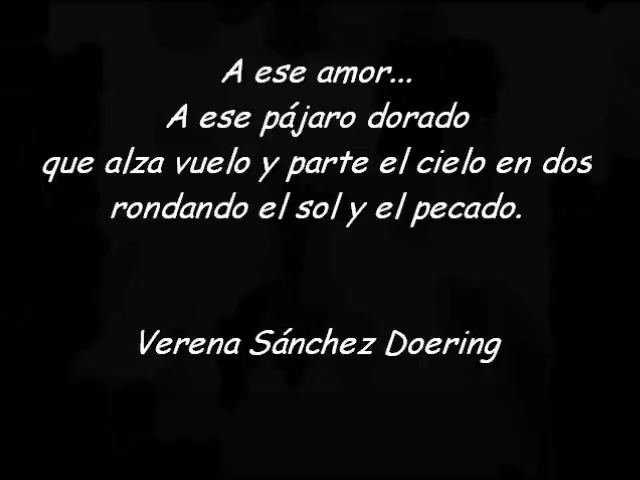 A ese amor...
A ese pájaro dorado
que alza vuelo y parte el cielo en dos
rondando el sol y el pecado.
Verena Sánchez Doering